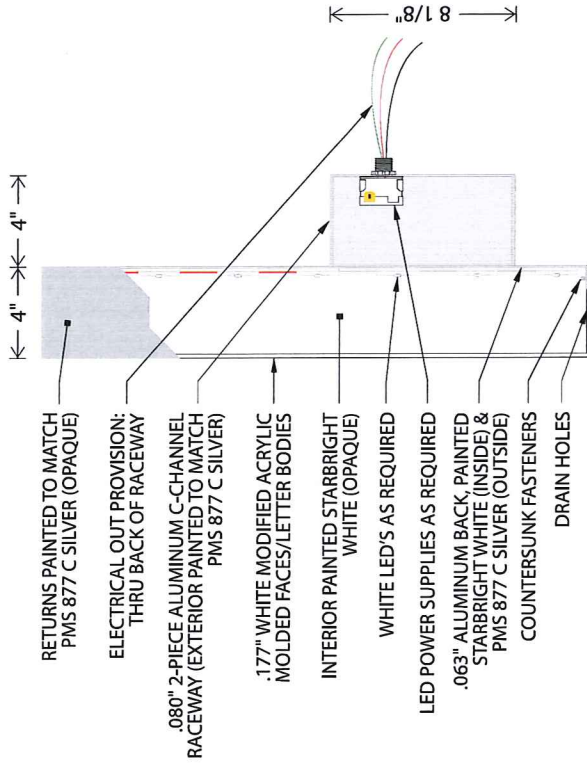 4" 4"
8 1/8"
RETURNS PAINTED TO MATCH
PMS 877 C SILVER (OPAQUE)
ELECTRICAL OUT PROVISION:
THRU BACK OF RACEWAY
.080" 2-PIECE ALUMINUM C-CHANNEL
RACEWAY (EXTERIOR PAINTED TO MATCH
PMS 877 C SILVER)
.177" WHITE MODIFIED ACRYLIC
MOLDED FACES/LETTER BODIES
INTERIOR PAINTED STARBRIGHT
WHITE (OPAQUE)
WHITE LED'S AS REQUIRED
LED POWER SUPPLIES AS REQUIRED
.063" ALUMINUM BACK, PAINTED
STARBRIGHT WHITE (INSIDE) &
PMS 877 C SILVER (OUTSIDE)
COUNTERSUNK FASTENERS
DRAIN HOLES